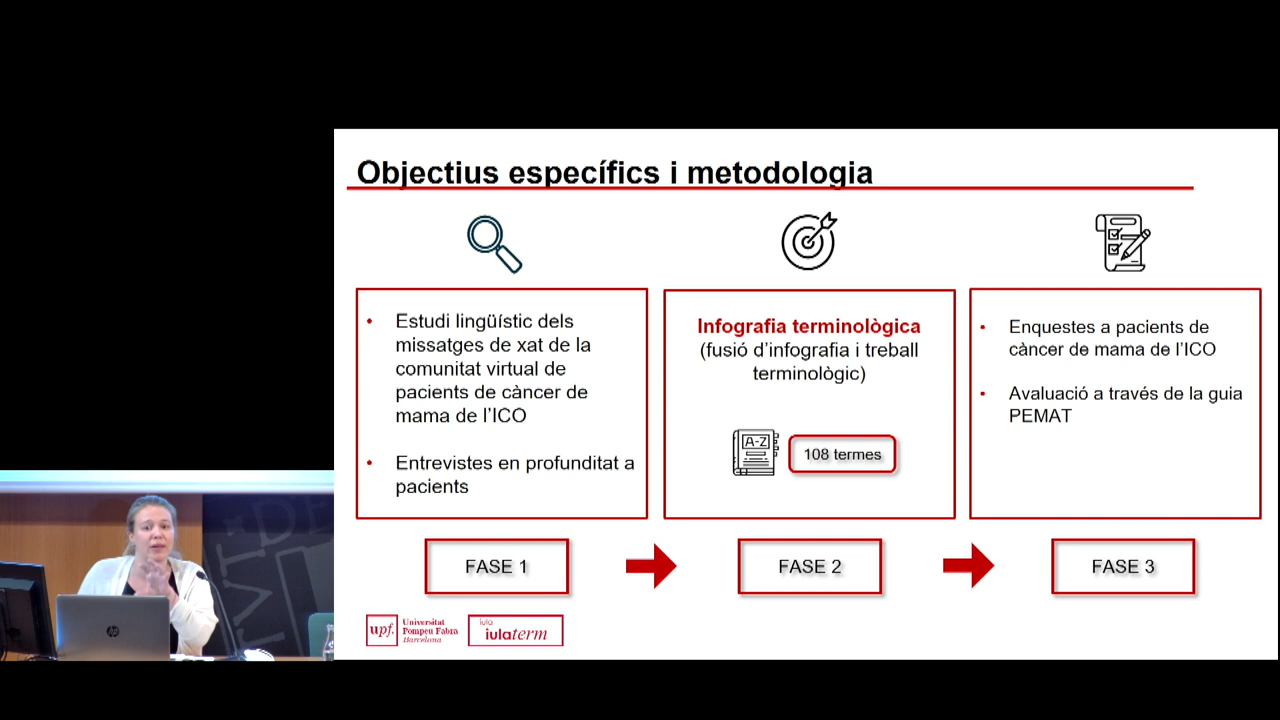 Objectius específics i metodologia
• Estudi lingüístic dels
missatges de xat de la
comunitat virtual de
pacients de càncer de
mama de l'ICO
• Entrevistes en profunditat a
pacients
Infografia terminològica
(fusió d'infografia i treball
terminològic)
A-Z
108 termes
• Enquestes a pacients de
càncer de mama de l'ICO
• Avaluació a través de la guia
PEMAT
FASE 1
FASE 2
FASE 3
upf.
Universitat
Pompeu Fabra
Barcelona
iula
iulaterm
hp